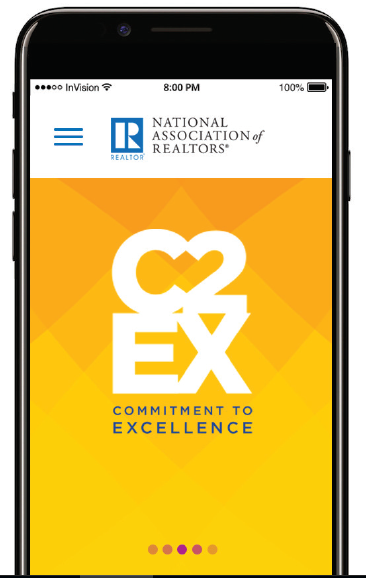 InVision 8:00 PM 100%
NATIONAL
ASSOCIATION of
REALTORS®
REALTOR
C2
EX
COMMITMENT TO
EXCELLENCE